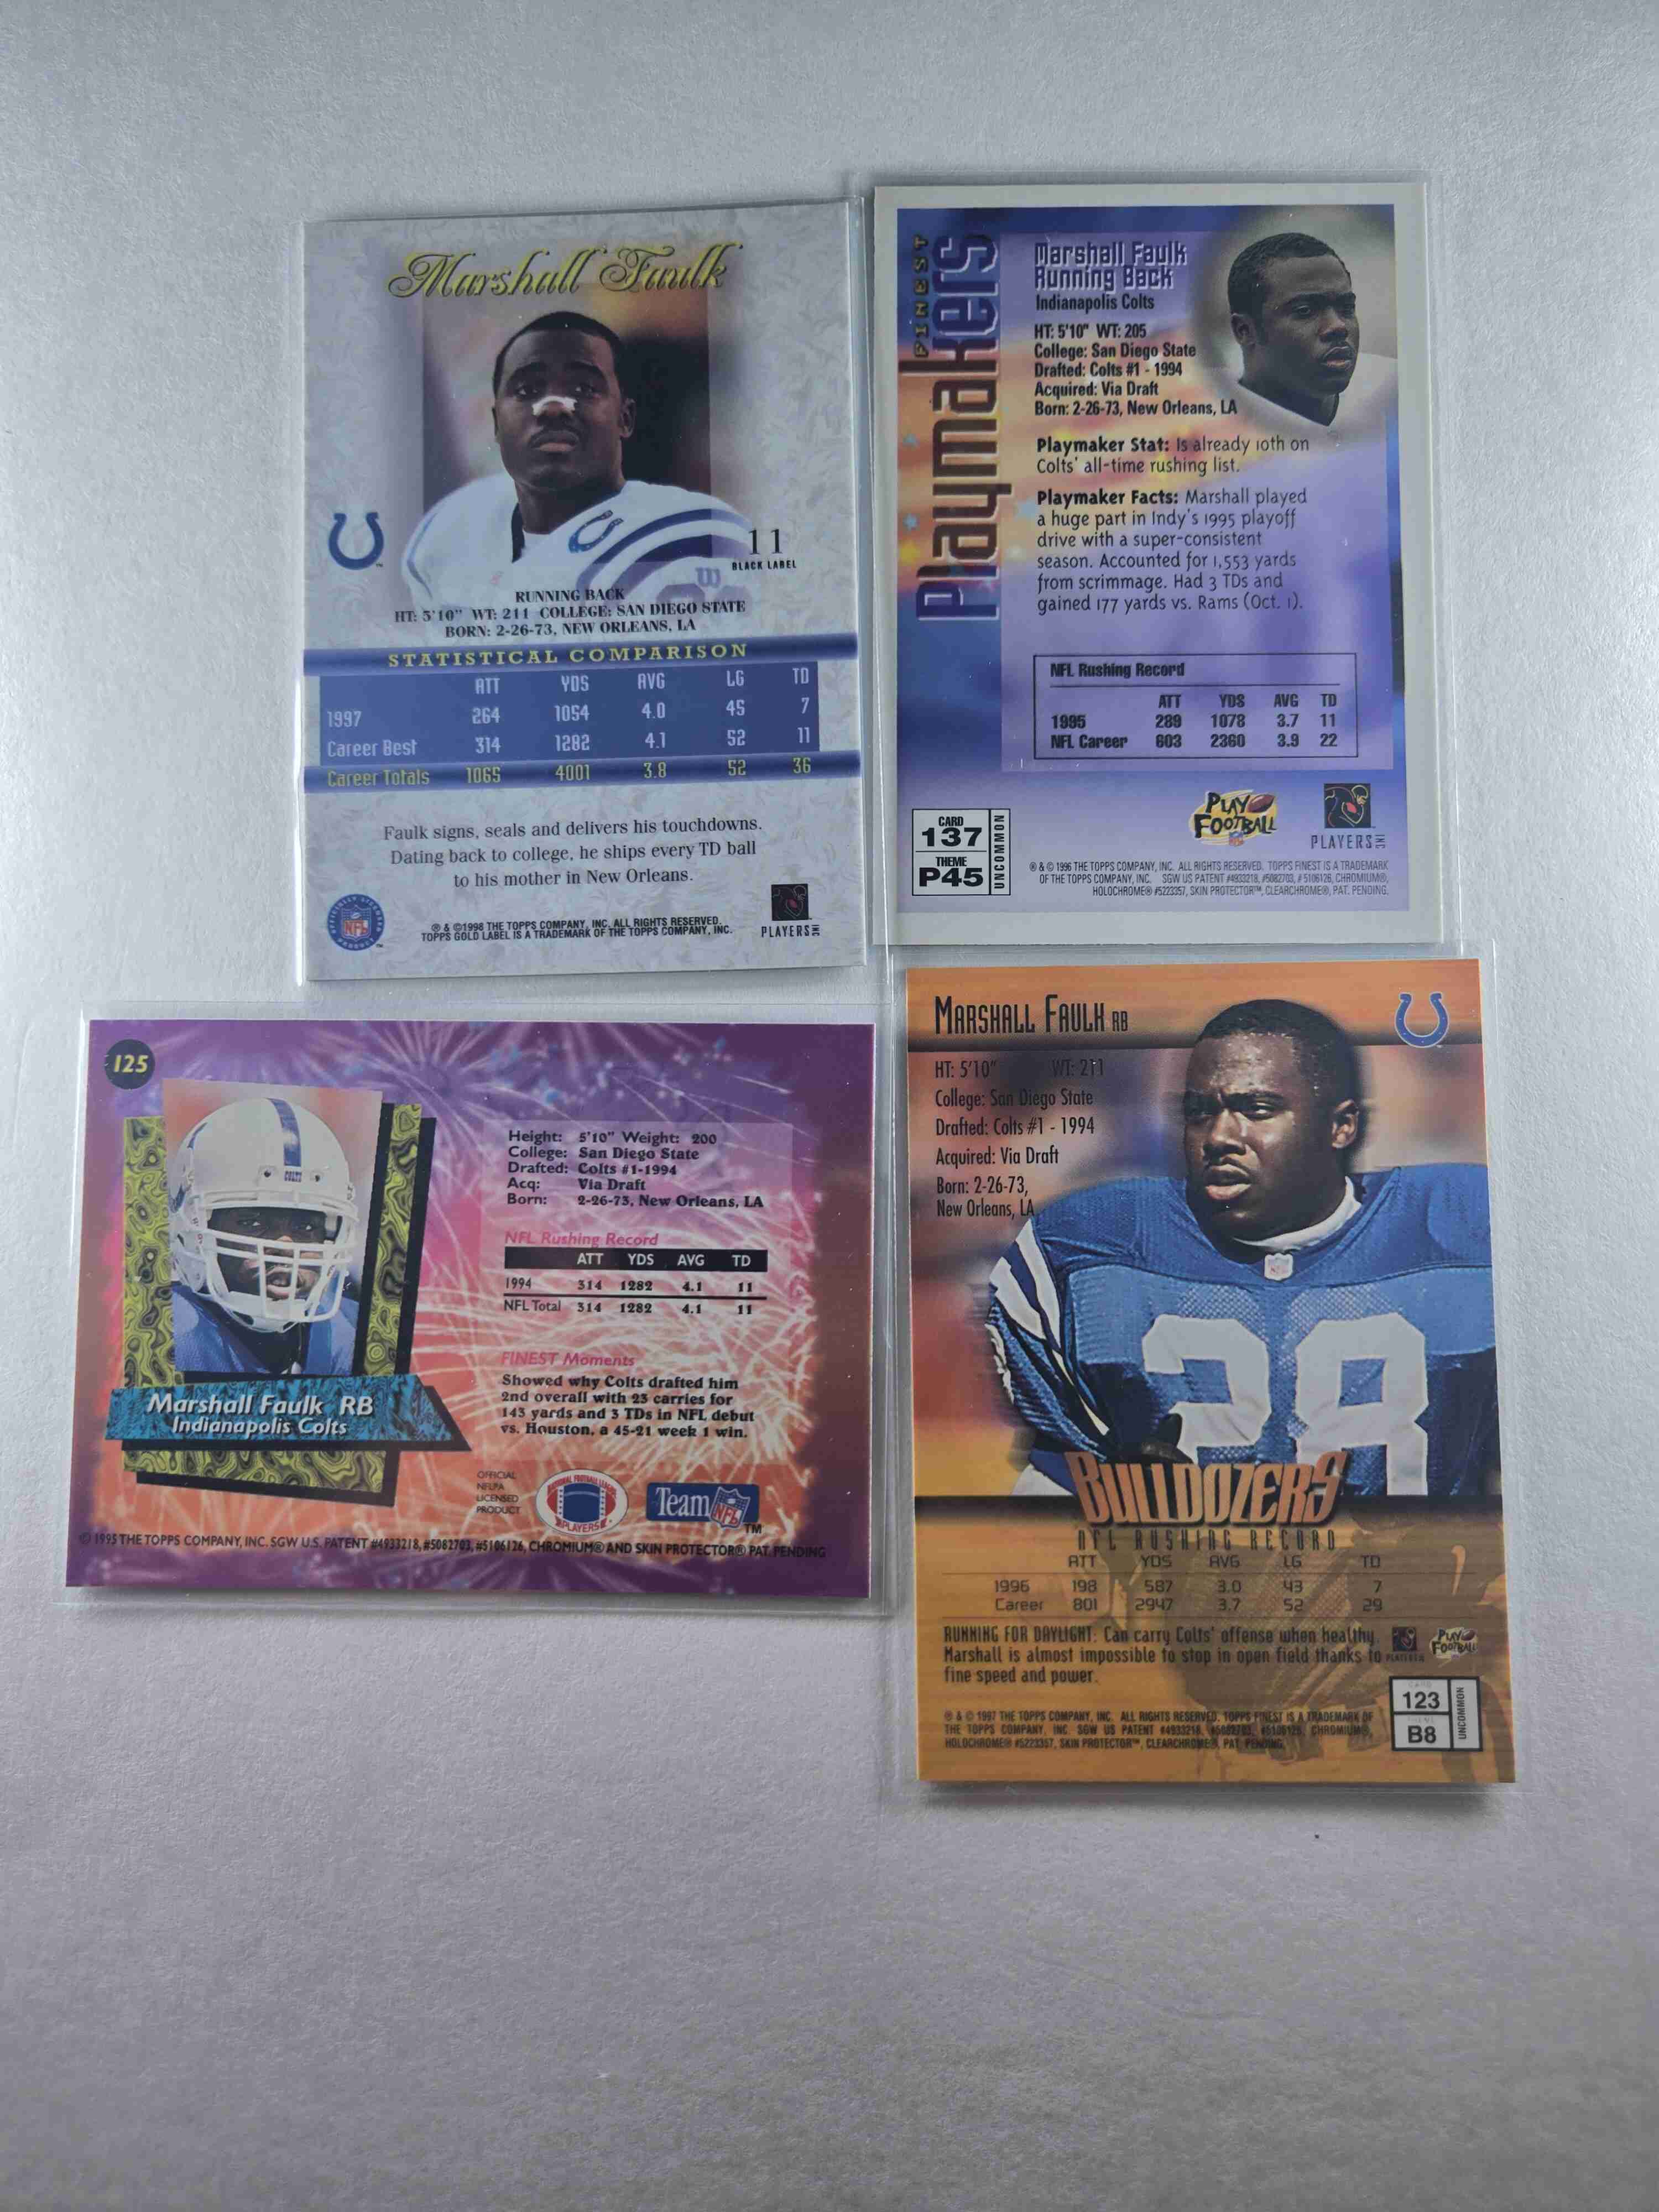 Marshall Faulk
11
BLACK LABEL
RUNNING BACK
HT: 5'10" WT: 211 COLLEGE: SAN DIEGO STATE
BORN: 2-26-73, NEW ORLEANS, LA
STATISTICAL COMPARISON
ATT YDS AVG LG TD
1997 264 1054 4.0 45 7
Career Best 314 1282 4.1 52 11
Career Totals 1065 4001 3.8 52 36
Faulk signs, seals and delivers his touchdowns.
Dating back to college, he ships every TD ball
to his mother in New Orleans.
NFL
® & ©1998 THE TOPPS COMPANY, INC. ALL RIGHTS RESERVED.
TOPPS GOLD LABEL IS A TRADEMARK OF THE TOPPS COMPANY, INC.
PLAYERS INC
FINEST
Playmakers
Marshall Faulk
Running Back
Indianapolis Colts
HT: 5'10" WT: 205
College: San Diego State
Drafted: Colts #1 - 1994
Acquired: Via Draft
Born: 2-26-73, New Orleans, LA
Playmaker Stat: Is already 10th on
Colts' all-time rushing list.
Playmaker Facts: Marshall played
a huge part in Indy's 1995 playoff
drive with a super-consistent
season. Accounted for 1,553 yards
from scrimmage. Had 3 TDs and
gained 177 yards vs. Rams (Oct. 1).
NFL Rushing Record
ATT YDS AVG TD
1995 289 1078 3.7 11
NFL Career 603 2360 3.9 22
CARD
137
THEME
P45
UNCOMMON
PLAY FOOTBALL
PLAYERS INC
® & © 1996 THE TOPPS COMPANY, INC. ALL RIGHTS RESERVED. TOPPS FINEST IS A TRADEMARK
OF THE TOPPS COMPANY, INC. SGW US PATENT #4933218, #5082703, #5106126, CHROMIUM®,
HOLOCHROME® #5223357, SKIN PROTECTOR™, CLEARCHROME®, PAT. PENDING.
125
COLTS
Marshall Faulk RB
Indianapolis Colts
Height: 5'10" Weight: 200
College: San Diego State
Drafted: Colts #1-1994
Acq: Via Draft
Born: 2-26-73, New Orleans, LA
NFL Rushing Record
ATT YDS AVG TD
1994 314 1282 4.1 11
NFL Total 314 1282 4.1 11
FINEST Moments
Showed why Colts drafted him
2nd overall with 23 carries for
143 yards and 3 TDs in NFL debut
vs. Houston, a 45-21 week 1 win.
OFFICIAL
NFLPA
LICENSED
PRODUCT
PLAYERS
Team NFL TM
© 1995 THE TOPPS COMPANY, INC. SGW U.S. PATENT #4933218, #5082703, #5106126, CHROMIUM® AND SKIN PROTECTOR® PAT. PENDING
MARSHALL FAULK RB
HT: 5'10" WT: 211
College: San Diego State
Drafted: Colts #1 - 1994
Acquired: Via Draft
Born: 2-26-73,
New Orleans, LA
28
BULLDOZERS
NFL RUSHING RECORD
ATT YDS AVG LG TD
1996 198 587 3.0 43 7
Career 801 2947 3.7 52 29
RUNNING FOR DAYLIGHT: Can carry Colts' offense when healthy.
Marshall is almost impossible to stop in open field thanks to
fine speed and power.
PLAY FOOTBALL
CARD
123
B8
UNCOMMON
® & © 1997 THE TOPPS COMPANY, INC. ALL RIGHTS RESERVED. TOPPS FINEST IS A TRADEMARK OF
THE TOPPS COMPANY, INC. SGW US PATENT #4933218, #5082703, #5106126, CHROMIUM®,
HOLOCHROME® #5223357, SKIN PROTECTOR™, CLEARCHROME®, PAT. PENDING.